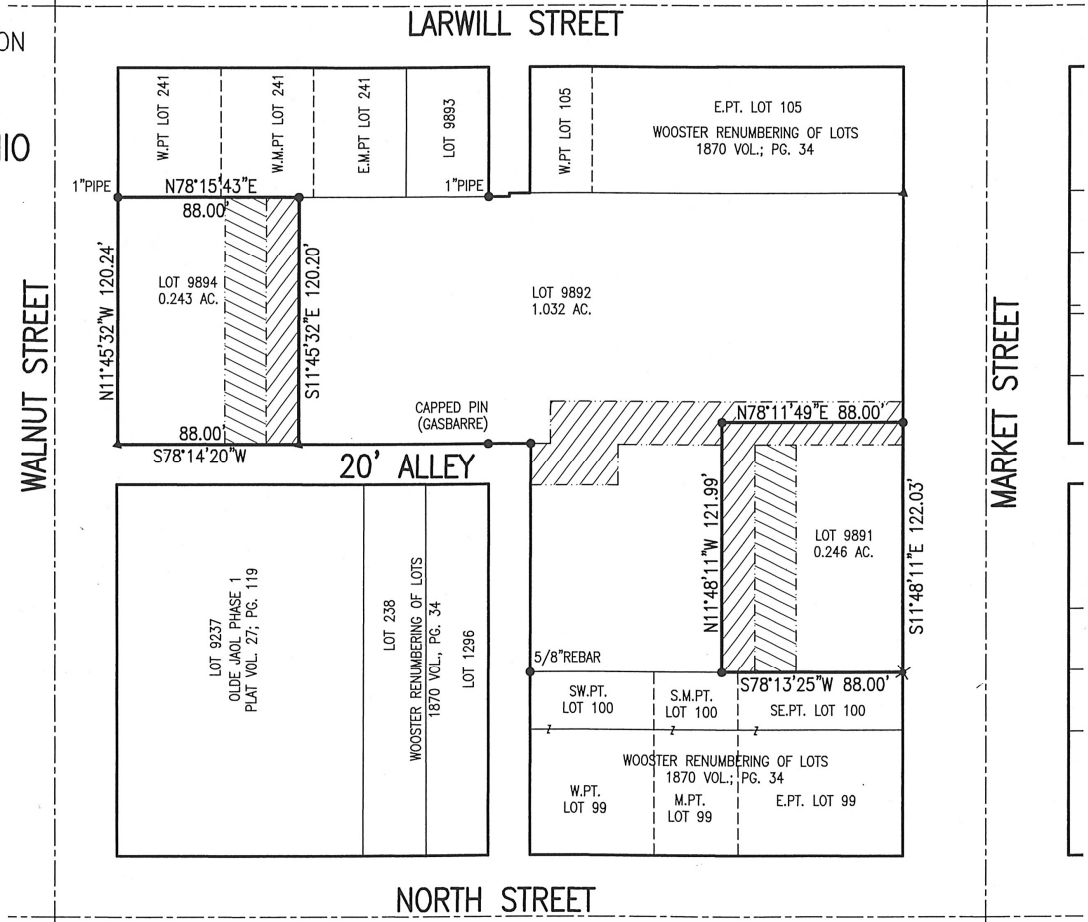 LARWILL STREET
ON
W.PT LOT 241
W.M.PT LOT 241
E.M.PT LOT 241
LOT 9893
W.PT LOT 105
E.PT. LOT 105
WOOSTER RENUMBERING OF LOTS
1870 VOL.; PG. 34
HIO
1"PIPE
N78°15'43"E
88.00'
1"PIPE
N11°45'32"W 120.24'
LOT 9894
0.243 AC.
S11°45'32"E 120.20'
LOT 9892
1.032 AC.
WALNUT STREET
MARKET STREET
CAPPED PIN
(GASBARRE)
N78°11'49"E 88.00'
88.00'
S78°14'20"W
20' ALLEY
N11°48'11"W 121.99'
LOT 9891
0.246 AC.
S11°48'11"E 122.03'
LOT 9237
OLDE JAOL PHASE 1
PLAT VOL. 27; PG. 119
LOT 238
WOOSTER RENUMBERING OF LOTS
1870 VOL., PG. 34
LOT 1296
5/8"REBAR
S78°13'25"W 88.00'
SW.PT.
LOT 100
S.M.PT.
LOT 100
SE.PT. LOT 100
WOOSTER RENUMBERING OF LOTS
1870 VOL.; PG. 34
W.PT.
LOT 99
M.PT.
LOT 99
E.PT. LOT 99
NORTH STREET